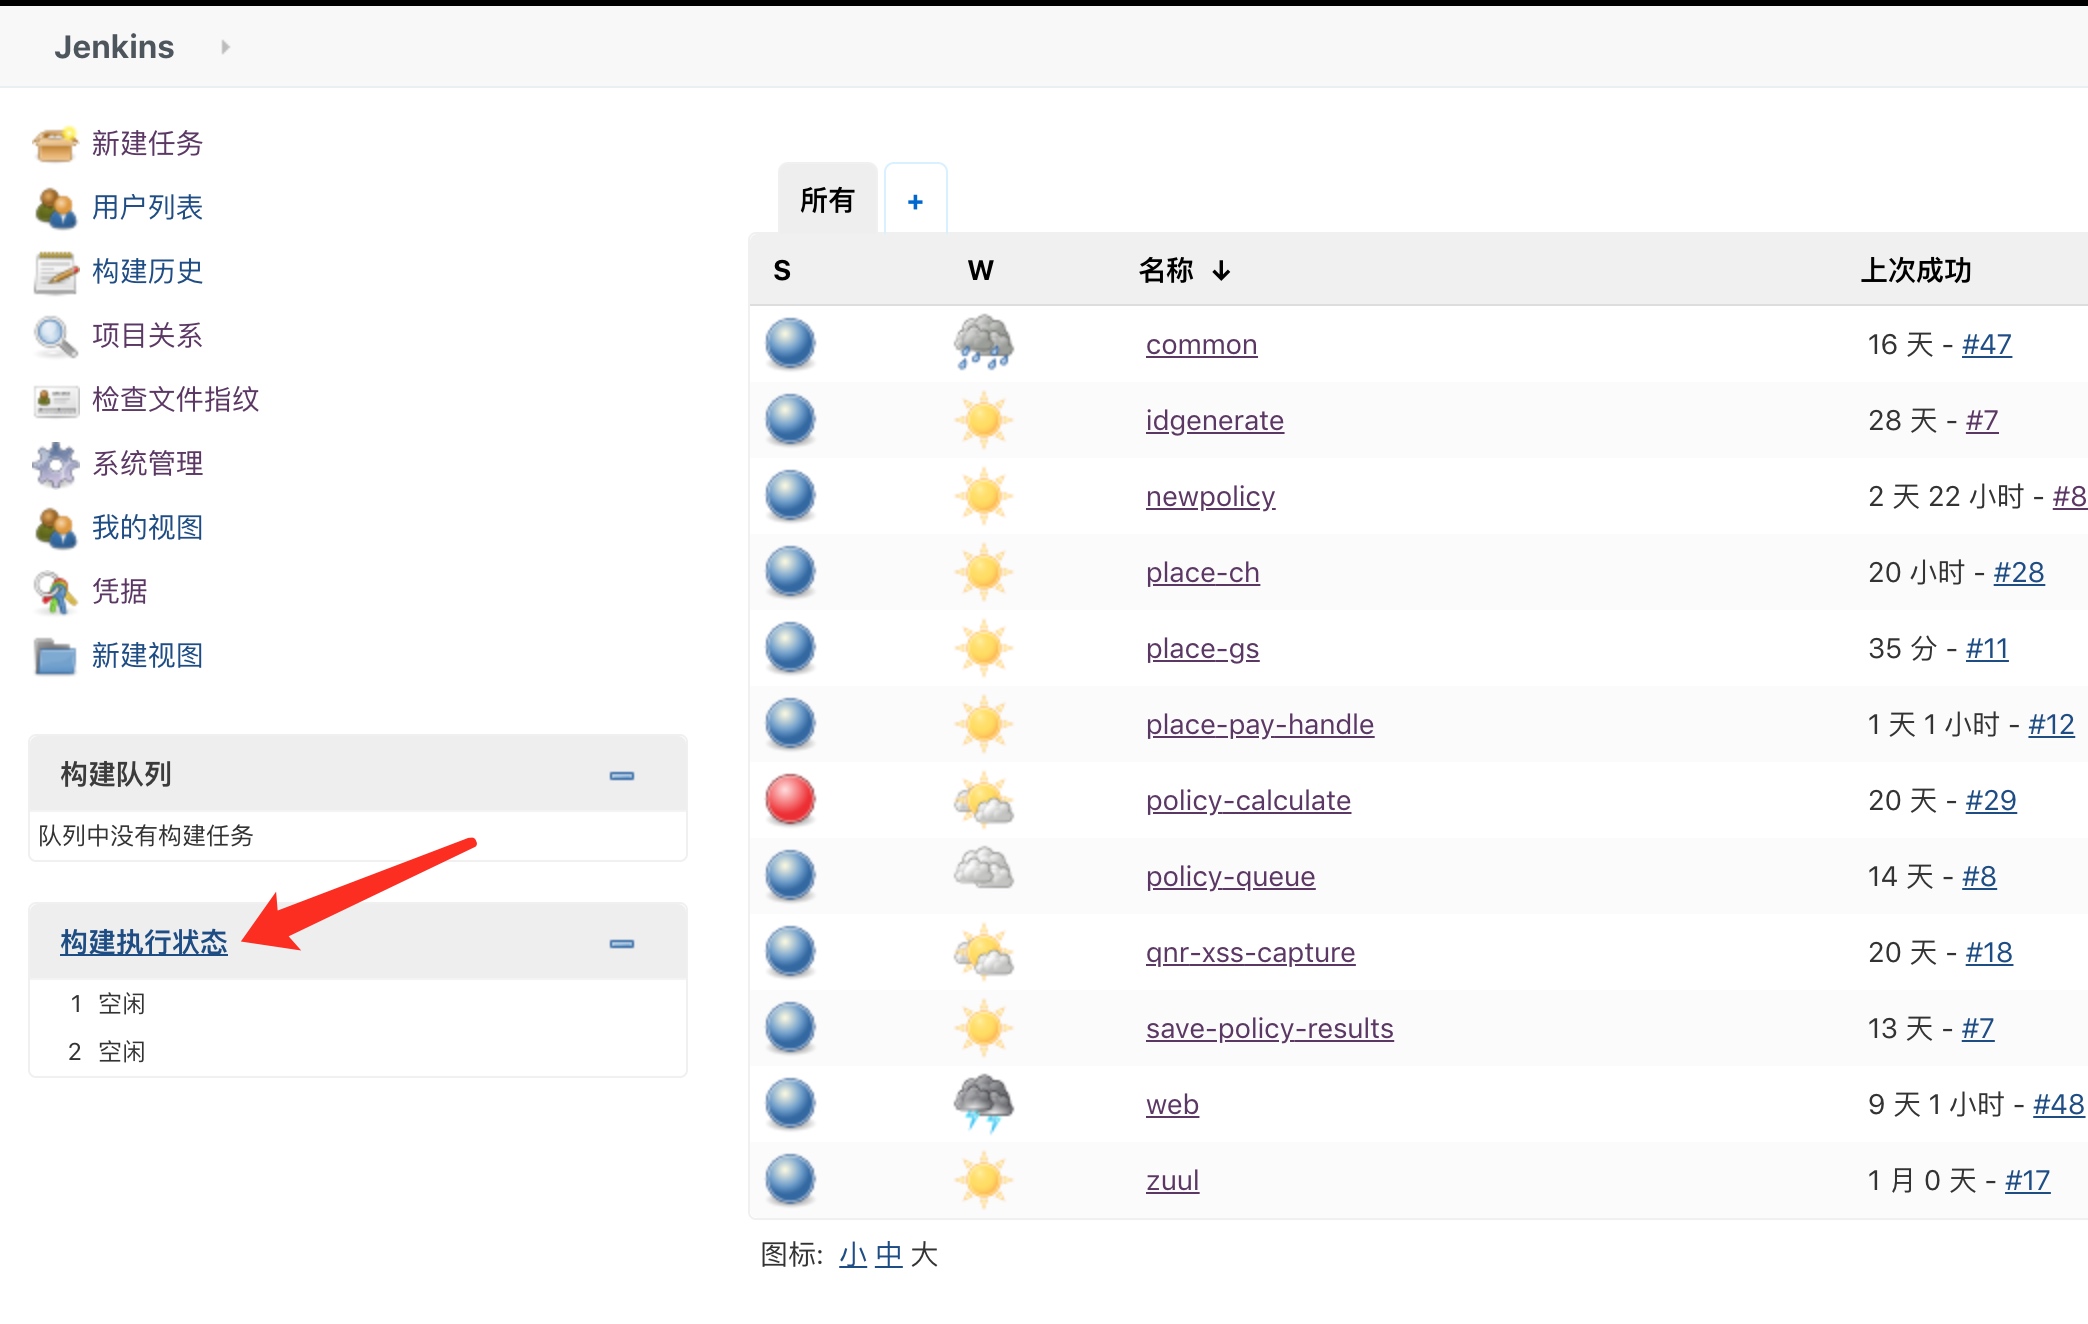 Jenkins
新建任务
用户列表
构建历史
项目关系
检查文件指纹
系统管理
我的视图
凭据
新建视图
构建队列
队列中没有构建任务
构建执行状态
1 空闲
2 空闲
所有 +
S W 名称 ↓ 上次成功
common 16 天 - #47
idgenerate 28 天 - #7
newpolicy 2 天 22 小时 - #8
place-ch 20 小时 - #28
place-gs 35 分 - #11
place-pay-handle 1 天 1 小时 - #12
policy-calculate 20 天 - #29
policy-queue 14 天 - #8
qnr-xss-capture 20 天 - #18
save-policy-results 13 天 - #7
web 9 天 1 小时 - #48
zuul 1 月 0 天 - #17
图标: 小 中 大